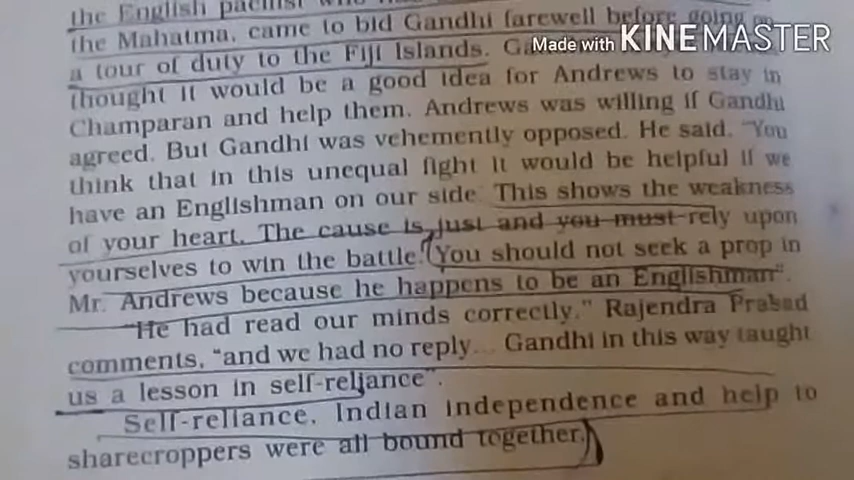 the English pacifist who had
the Mahatma, came to bid Gandhi farewell before going on
a tour of duty to the Fiji Islands.
Made with KINEMASTER
thought it would be a good idea for Andrews to stay in
Champaran and help them. Andrews was willing if Gandhi
agreed. But Gandhi was vehemently opposed. He said, "You
think that in this unequal fight it would be helpful if we
have an Englishman on our side. This shows the weakness
of your heart. The cause is just and you must rely upon
yourselves to win the battle. You should not seek a prop in
Mr. Andrews because he happens to be an Englishman".
"He had read our minds correctly," Rajendra Prasad
comments, "and we had no reply... Gandhi in this way taught
us a lesson in self-reliance".
Self-reliance, Indian independence and help to
sharecroppers were all bound together.